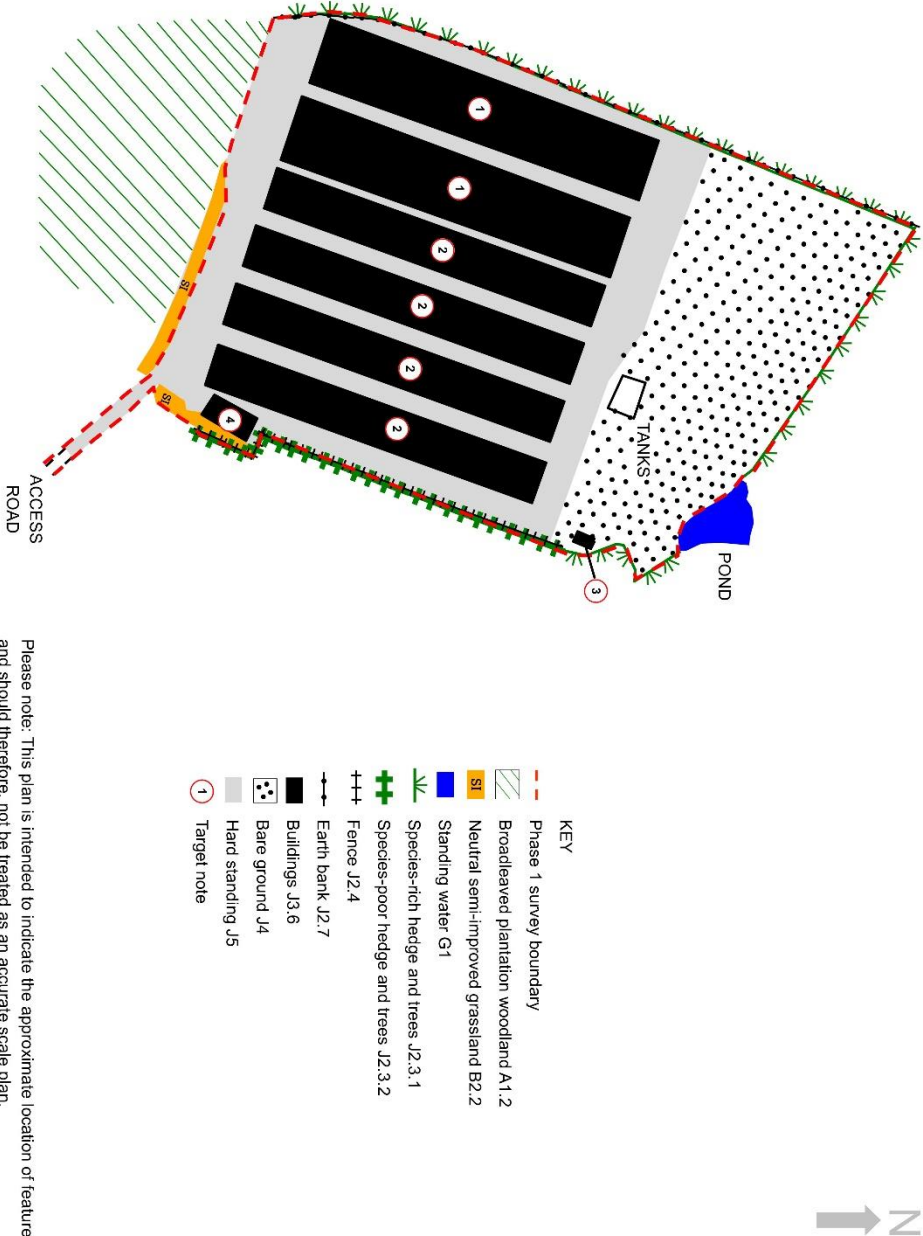 1
1
2
2
2
2
3
4
SI
SI
TANKS
POND
ACCESS
ROAD
KEY
Phase 1 survey boundary
Broadleaved plantation woodland A1.2
SI Neutral semi-improved grassland B2.2
Standing water G1
Species-rich hedge and trees J2.3.1
Species-poor hedge and trees J2.3.2
Fence J2.4
Earth bank J2.7
Buildings J3.6
Bare ground J4
Hard standing J5
1 Target note
Please note: This plan is intended to indicate the approximate location of feature
and should therefore, not be treated as an accurate scale plan.
N